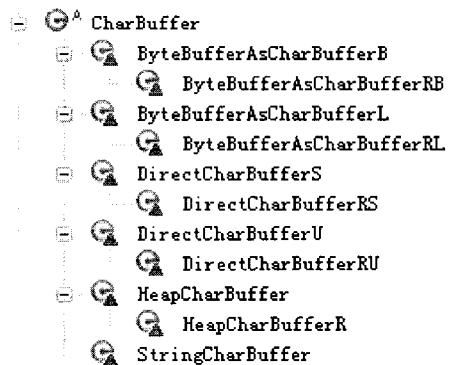 A CharBuffer
ByteBufferAsCharBufferB
ByteBufferAsCharBufferRB
ByteBufferAsCharBufferL
ByteBufferAsCharBufferRL
DirectCharBufferS
DirectCharBufferRS
DirectCharBufferU
DirectCharBufferRU
HeapCharBuffer
HeapCharBufferR
StringCharBuffer